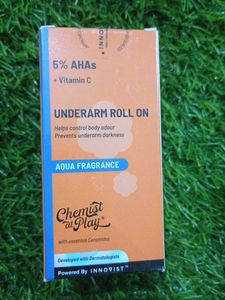 INNOVIST
5% AHAs
+ Vitamin C
UNDERARM ROLL ON
Helps control body odour
Prevents underarm darkness
AQUA FRAGRANCE
Chemist
at Play®
with essential Ceramides
Developed with Dermatologists
Powered By INNOVIST™